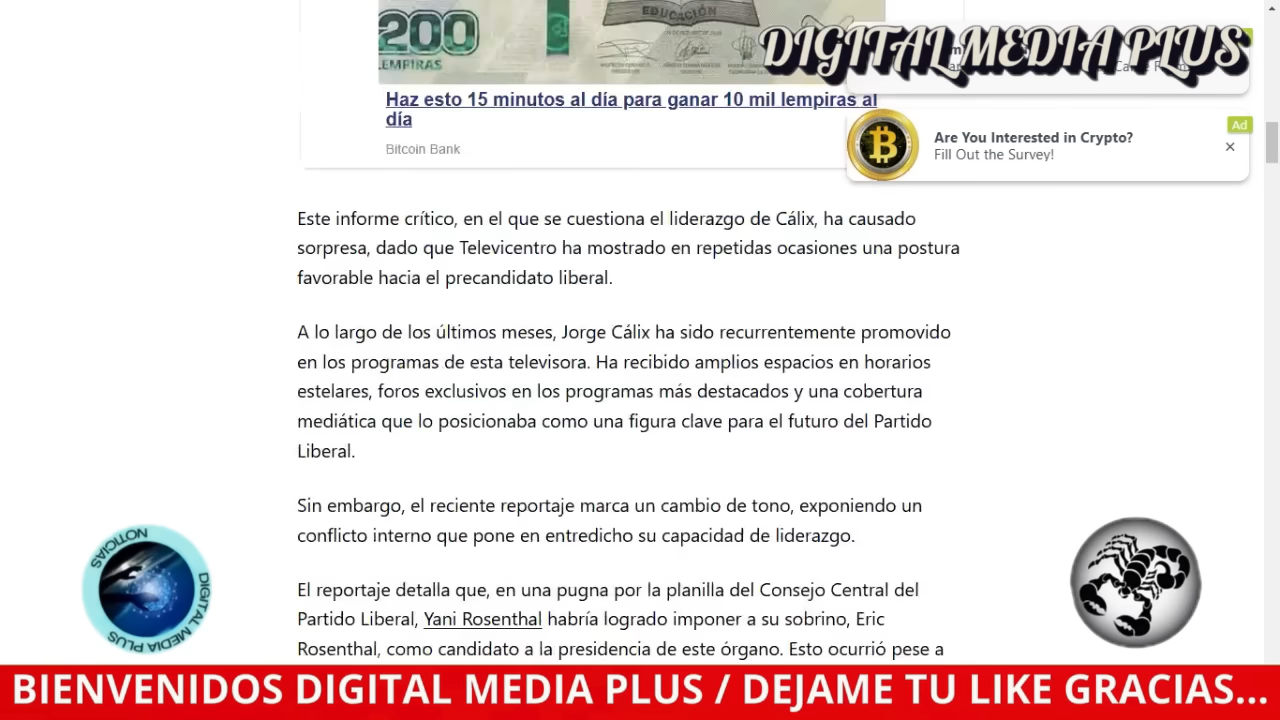 EDUCACIÓN
200
LEMPIRAS
DIGITAL MEDIA PLUS
Haz esto 15 minutos al día para ganar 10 mil lempiras al
día
Bitcoin Bank
Ad
Are You Interested in Crypto?
Fill Out the Survey!
Este informe crítico, en el que se cuestiona el liderazgo de Cálix, ha causado
sorpresa, dado que Televicentro ha mostrado en repetidas ocasiones una postura
favorable hacia el precandidato liberal.
A lo largo de los últimos meses, Jorge Cálix ha sido recurrentemente promovido
en los programas de esta televisora. Ha recibido amplios espacios en horarios
estelares, foros exclusivos en los programas más destacados y una cobertura
mediática que lo posicionaba como una figura clave para el futuro del Partido
Liberal.
Sin embargo, el reciente reportaje marca un cambio de tono, exponiendo un
conflicto interno que pone en entredicho su capacidad de liderazgo.
El reportaje detalla que, en una pugna por la planilla del Consejo Central del
Partido Liberal, Yani Rosenthal habría logrado imponer a su sobrino, Eric
Rosenthal, como candidato a la presidencia de este órgano. Esto ocurrió pese a
NOTICIAS
DIGITAL MEDIA PLUS
BIENVENIDOS DIGITAL MEDIA PLUS / DEJAME TU LIKE GRACIAS...